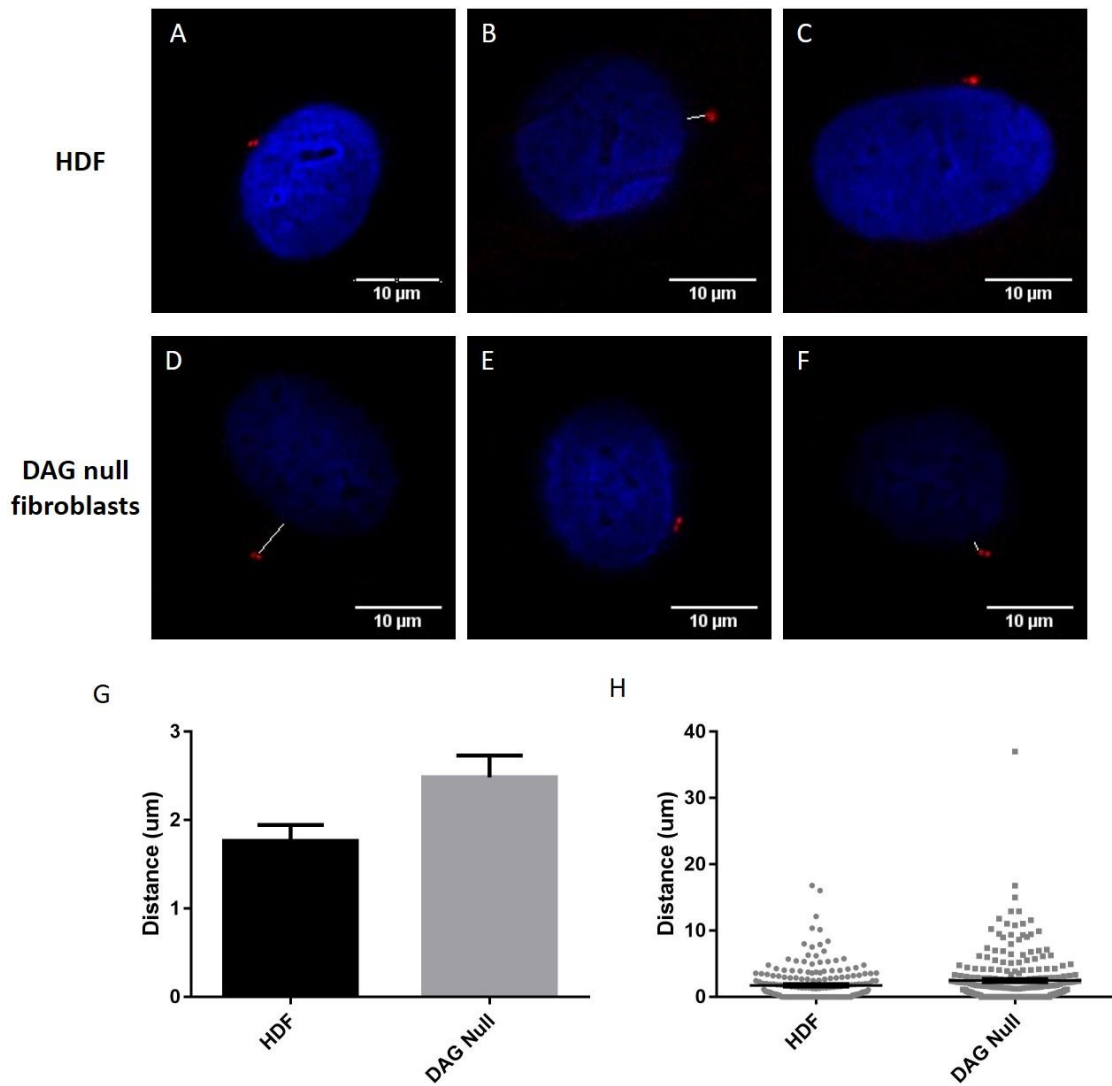 A
B
C
HDF
10 µm
10 µm
10 µm
D
E
F
DAG null
fibroblasts
10 µm
10 µm
10 µm
G
H
3
2
1
0
Distance (um)
HDF
DAG Null
40
30
20
10
0
Distance (um)
HDF
DAG Null